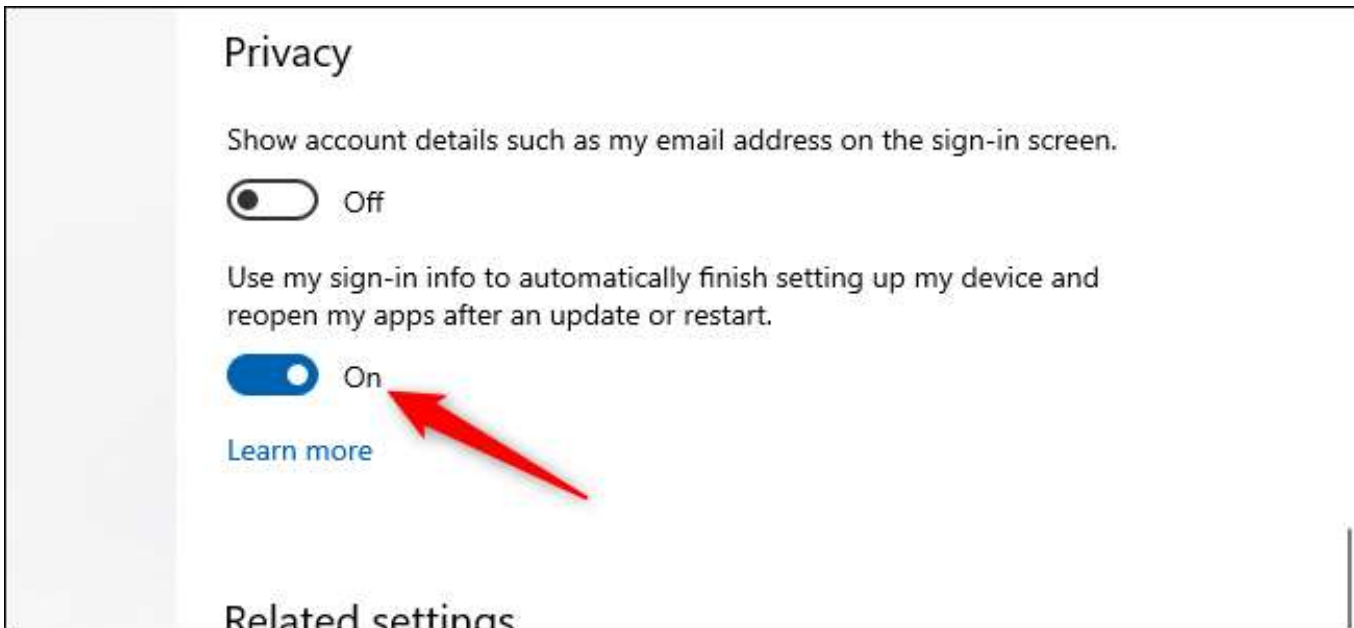 Privacy
Show account details such as my email address on the sign-in screen.
Off
Use my sign-in info to automatically finish setting up my device and
reopen my apps after an update or restart.
On
Learn more
Related settings